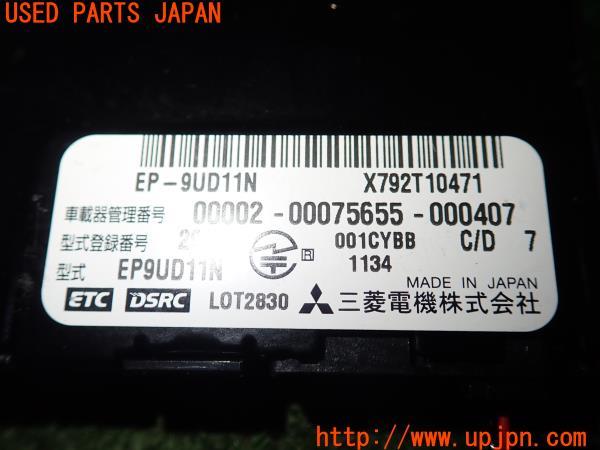 USED PARTS JAPAN
EP-9UD11N X792T10471
車載器管理番号 00002-00075655-000407
型式登録番号 001CYBB C/D 7
型式 EP9UD11N R 1134
MADE IN JAPAN
ETC DSRC LOT2830 三菱電機株式会社
http://www.upjpn.com/